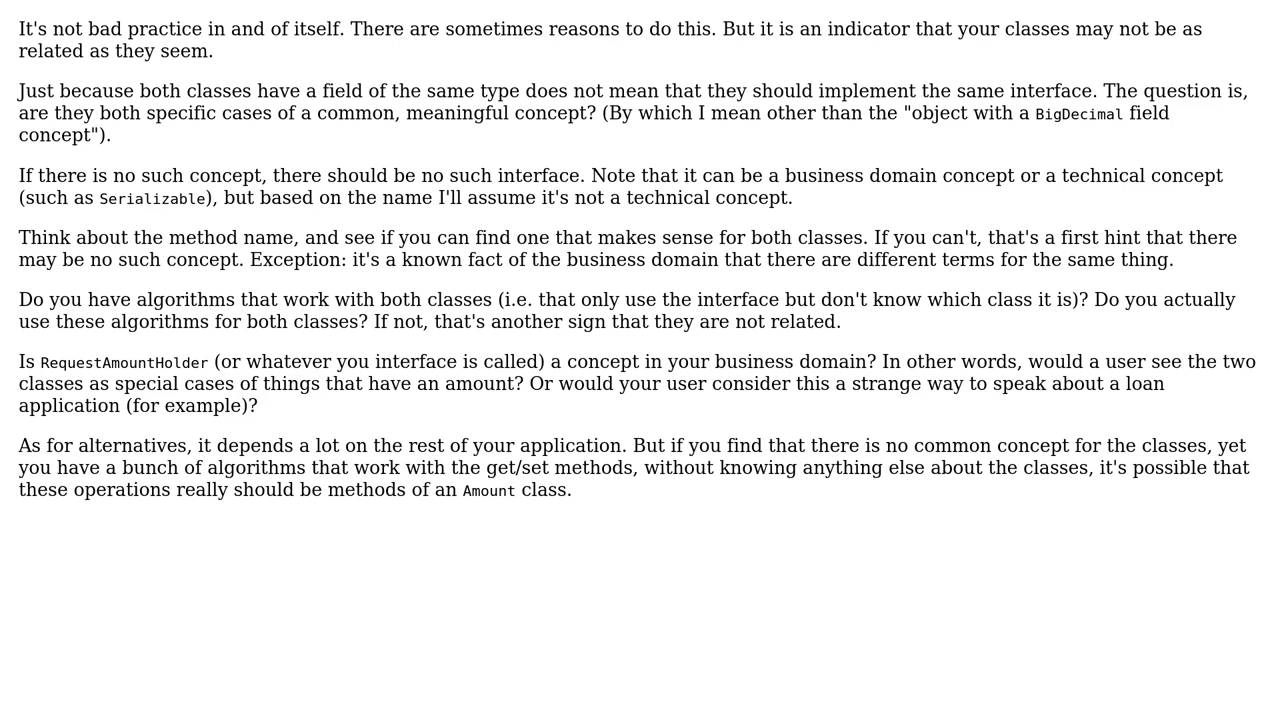 It's not bad practice in and of itself. There are sometimes reasons to do this. But it is an indicator that your classes may not be as
related as they seem.
Just because both classes have a field of the same type does not mean that they should implement the same interface. The question is,
are they both specific cases of a common, meaningful concept? (By which I mean other than the "object with a BigDecimal field
concept").
If there is no such concept, there should be no such interface. Note that it can be a business domain concept or a technical concept
(such as Serializable), but based on the name I'll assume it's not a technical concept.
Think about the method name, and see if you can find one that makes sense for both classes. If you can't, that's a first hint that there
may be no such concept. Exception: it's a known fact of the business domain that there are different terms for the same thing.
Do you have algorithms that work with both classes (i.e. that only use the interface but don't know which class it is)? Do you actually
use these algorithms for both classes? If not, that's another sign that they are not related.
Is RequestAmountHolder (or whatever you interface is called) a concept in your business domain? In other words, would a user see the two
classes as special cases of things that have an amount? Or would your user consider this a strange way to speak about a loan
application (for example)?
As for alternatives, it depends a lot on the rest of your application. But if you find that there is no common concept for the classes, yet
you have a bunch of algorithms that work with the get/set methods, without knowing anything else about the classes, it's possible that
these operations really should be methods of an Amount class.